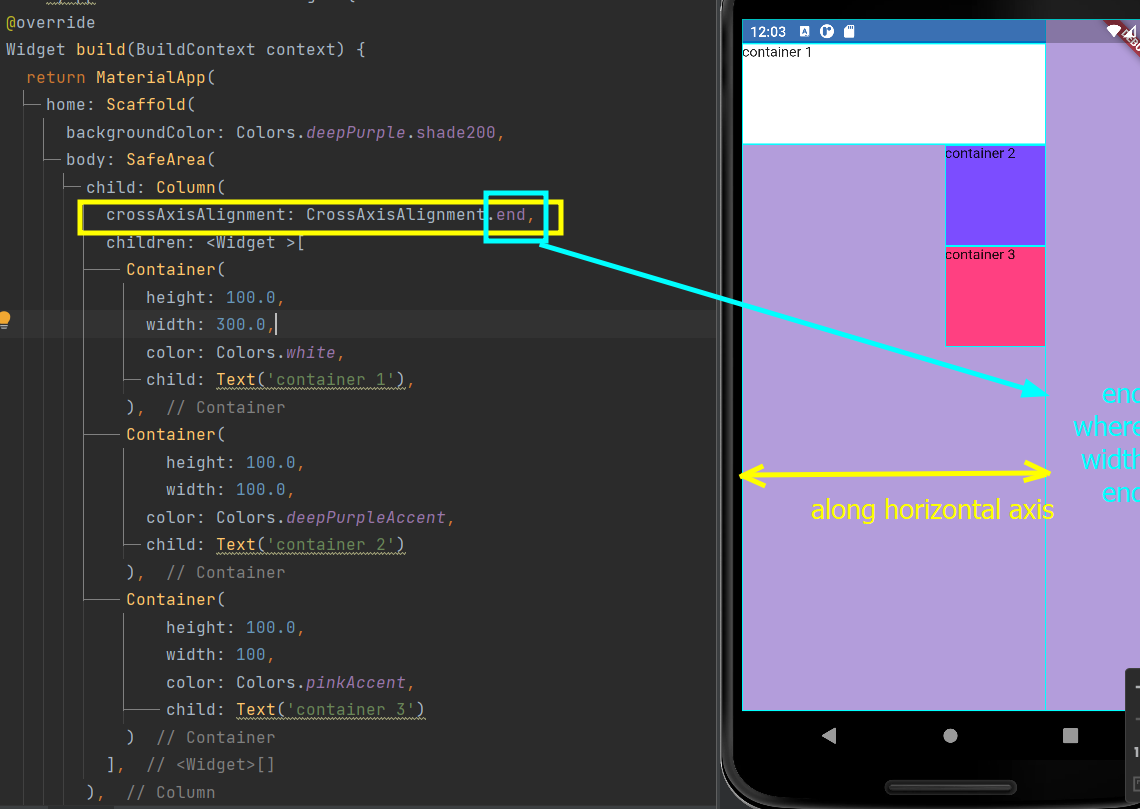 @override
Widget build(BuildContext context) {
return MaterialApp(
home: Scaffold(
backgroundColor: Colors.deepPurple.shade200,
body: SafeArea(
child: Column(
crossAxisAlignment: CrossAxisAlignment.end,
children: <Widget >[
Container(
height: 100.0,
width: 300.0,
color: Colors.white,
child: Text('container 1'),
), // Container
Container(
height: 100.0,
width: 100.0,
color: Colors.deepPurpleAccent,
child: Text('container 2')
), // Container
Container(
height: 100.0,
width: 100,
color: Colors.pinkAccent,
child: Text('container 3')
) // Container
], // <Widget>[]
), // Column
12:03
container 1
container 2
container 3
end
where
width
end
along horizontal axis